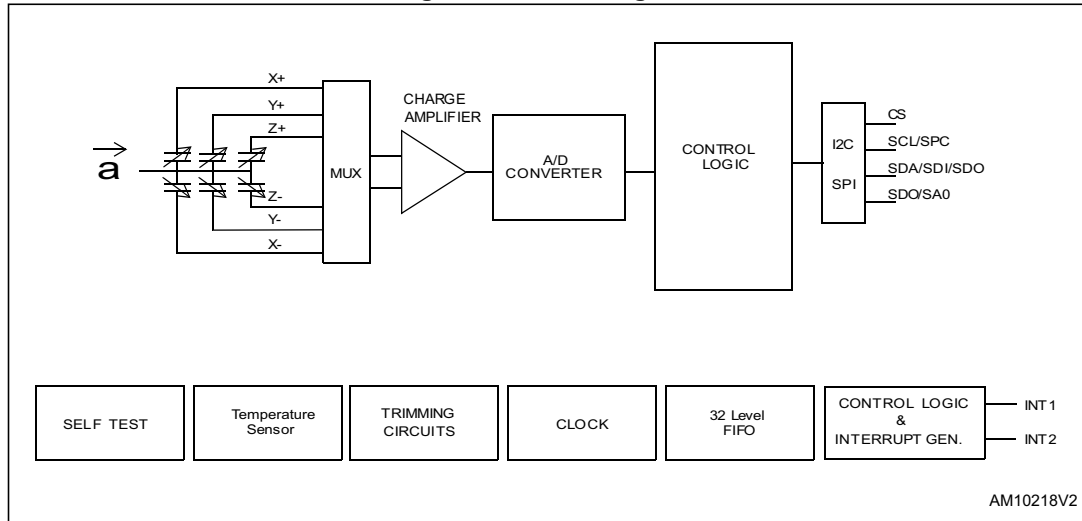 X+
Y+
Z+
CHARGE
AMPLIFIER
a
MUX
A/D
CONVERTER
CONTROL
LOGIC
I2C
SPI
CS
SCL/SPC
SDA/SDI/SDO
SDO/SA0
Z-
Y-
X-
SELF TEST
Temperature
Sensor
TRIMMING
CIRCUITS
CLOCK
32 Level
FIFO
CONTROL LOGIC
&
INTERRUPT GEN.
INT1
INT2
AM10218V2